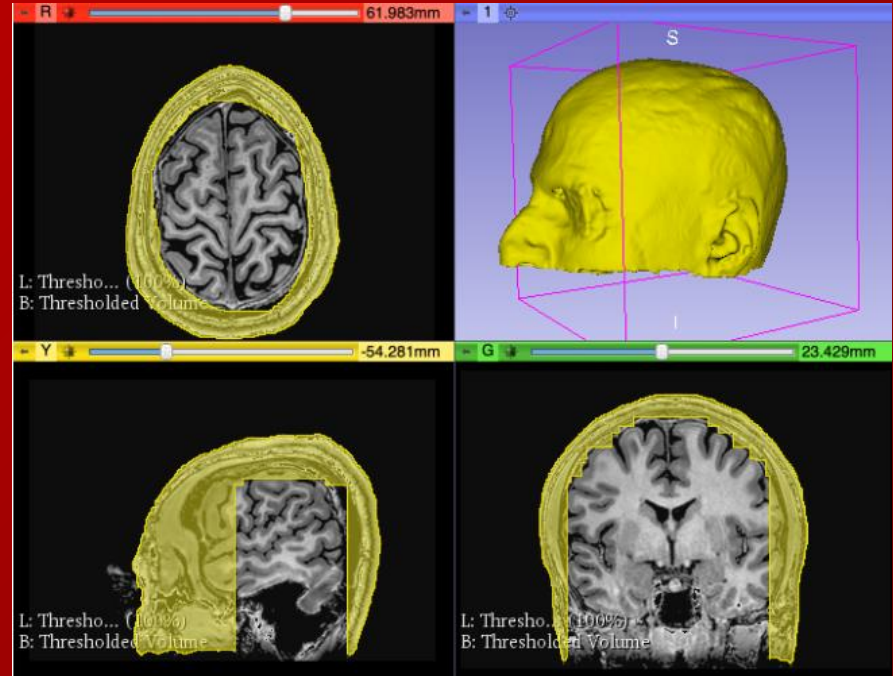 R 61.983mm
1
S
I
L: Thresho... (100%)
B: Thresholded Volume
Y -54.281mm
G 23.429mm
L: Thresho... (100%)
B: Thresholded Volume
L: Thresho... (100%)
B: Thresholded Volume